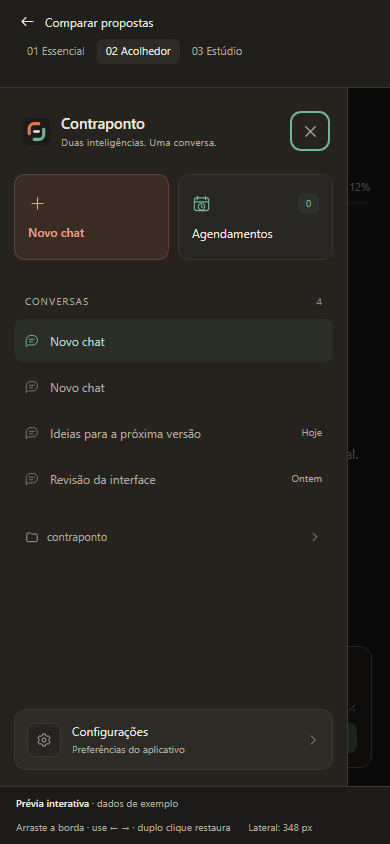 ← Comparar propostas
01 Essencial 02 Acolhedor 03 Estúdio
Contraponto
Duas inteligências. Uma conversa.
12%
Novo chat
0
Agendamentos
CONVERSAS 4
Novo chat
Novo chat
Ideias para a próxima versão Hoje
al.
Revisão da interface Ontem
contraponto
Configurações
Preferências do aplicativo
Prévia interativa · dados de exemplo
Arraste a borda · use ← → · duplo clique restaura Lateral: 348 px